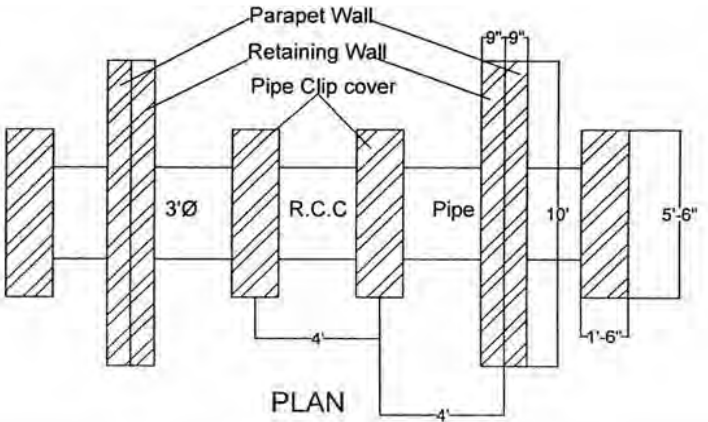 Parapet Wall
9" 9"
Retaining Wall
Pipe Clip cover
3'Ø R.C.C Pipe 10' 5'-6"
4' 1'-6"
PLAN 4'